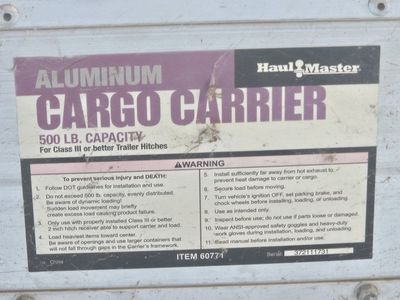 ALUMINUM
Haul Master
CARGO CARRIER
500 LB. CAPACITY
For Class III or better Trailer Hitches
WARNING
To prevent serious injury and DEATH:
1. Follow DOT guidelines for installation and use.
2. Do not exceed 500 lb. capacity, evenly distributed.
Be aware of dynamic loading!
Sudden load movement may briefly
create excess load causing product failure.
3. Only use with properly installed Class III or better
2 inch hitch receiver able to support carrier and load.
4. Load heaviest items toward center.
Be aware of openings and use larger containers that
will not fall through gaps in the Carrier's framework.
5. Install sufficiently far away from hot exhaust to
prevent heat damage to carrier or cargo.
6. Secure load before moving.
7. Turn vehicle's ignition OFF, set parking brake, and
chock wheels before installing, loading, or unloading.
8. Use as intended only.
9. Inspect before use; do not use if parts loose or damaged.
10. Wear ANSI-approved safety goggles and heavy-duty
work gloves during installation, loading, and unloading.
11. Read manual before installation and/or use.
China
ITEM 60771
Serial: 372111731